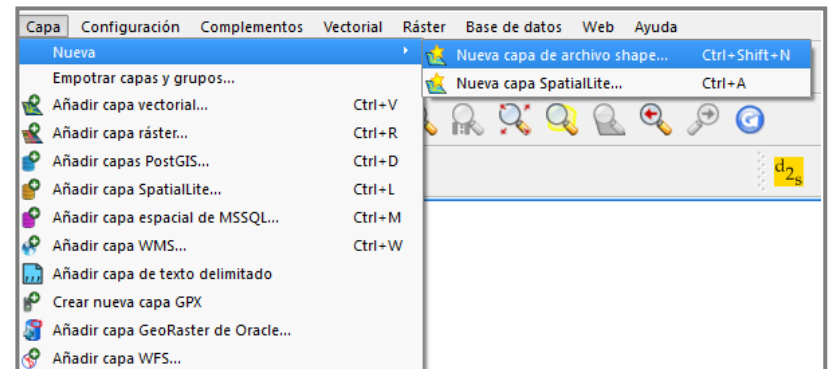 Capa Configuración Complementos Vectorial Ráster Base de datos Web Ayuda
Nueva
Nueva capa de archivo shape... Ctrl+Shift+N
Empotrar capas y grupos...
Nueva capa SpatialLite... Ctrl+A
Añadir capa vectorial... Ctrl+V
Añadir capa ráster... Ctrl+R
Añadir capas PostGIS... Ctrl+D
Añadir capa SpatialLite... Ctrl+L
Añadir capa espacial de MSSQL... Ctrl+M
Añadir capa WMS... Ctrl+W
Añadir capa de texto delimitado
Crear nueva capa GPX
Añadir capa GeoRaster de Oracle...
Añadir capa WFS...
d2s